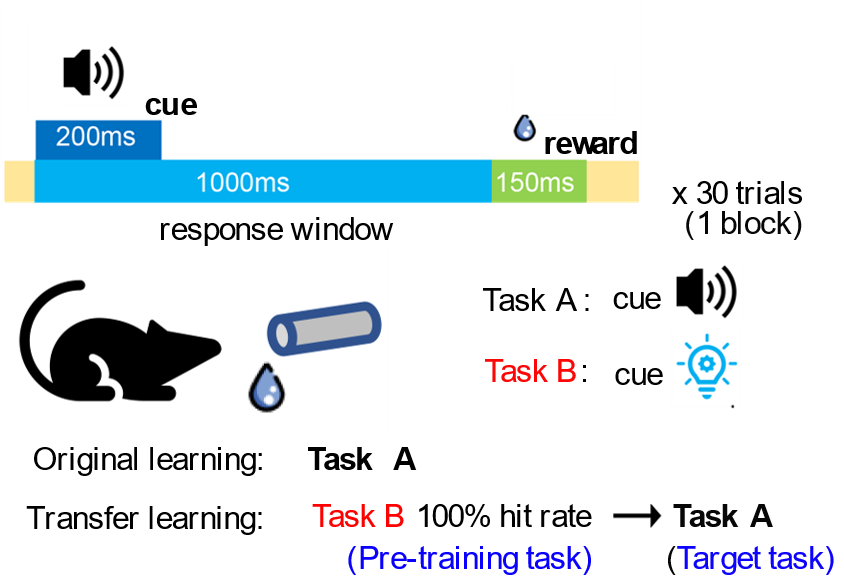 cue
200ms
reward
1000ms 150ms
x 30 trials
(1 block)
response window
Task A: cue
Task B: cue
Original learning: Task A
Transfer learning: Task B 100% hit rate → Task A
(Pre-training task) (Target task)